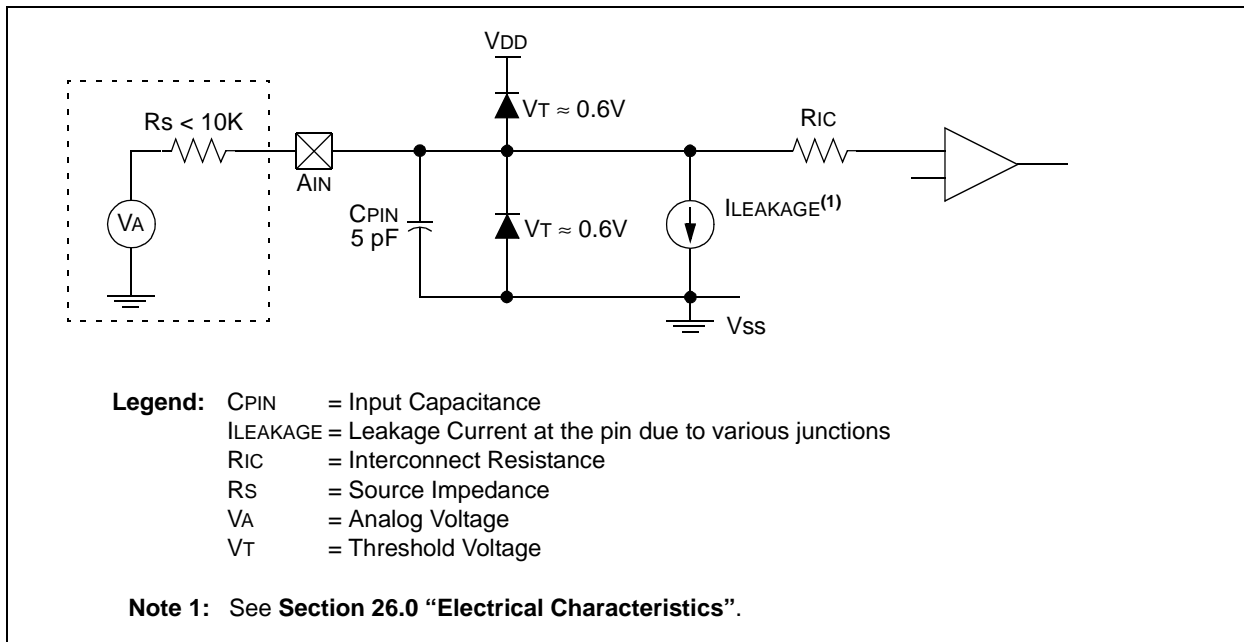 VDD
Rs < 10K
VT ≈ 0.6V
RIC
AIN
VA
CPIN
5 pF
VT ≈ 0.6V
ILEAKAGE(1)
Vss
Legend: CPIN = Input Capacitance
ILEAKAGE = Leakage Current at the pin due to various junctions
RIC = Interconnect Resistance
RS = Source Impedance
VA = Analog Voltage
VT = Threshold Voltage
Note 1: See Section 26.0 “Electrical Characteristics”.